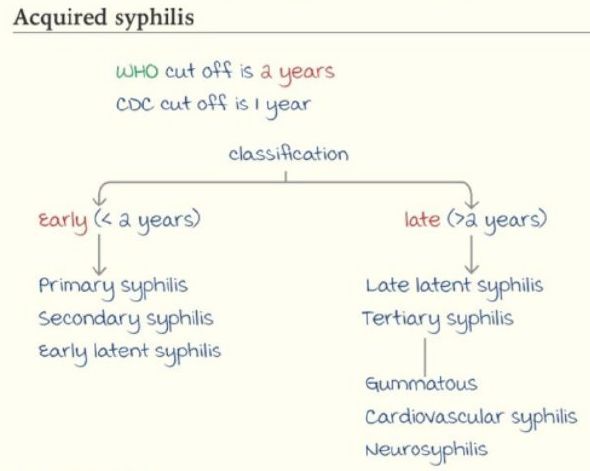 Acquired syphilis
WHO cut off is 2 years
CDC cut off is 1 year
classification
Early (< 2 years)
late (>2 years)
Primary syphilis
Secondary syphilis
Early latent syphilis
Late latent syphilis
Tertiary syphilis
Gummatous
Cardiovascular syphilis
Neurosyphilis